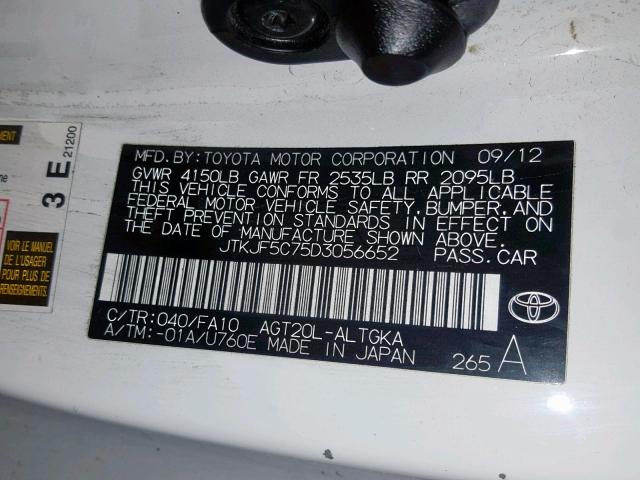 MENT
ne
3 E
21200
VOIR LE MANUEL
DE L'USAGER
POUR PLUS DE
RENSEIGNEMENTS
MFD.BY:TOYOTA MOTOR CORPORATION 09/12
GVWR 4150LB GAWR FR 2535LB RR 2095LB
THIS VEHICLE CONFORMS TO ALL APPLICABLE
FEDERAL MOTOR VEHICLE SAFETY,BUMPER,AND
THEFT PREVENTION STANDARDS IN EFFECT ON
THE DATE OF MANUFACTURE SHOWN ABOVE.
JTKJF5C75D3056652 PASS.CAR
C/TR:040/FA10 AGT20L-ALTGKA
A/TM:-01A/U760E MADE IN JAPAN 265 A